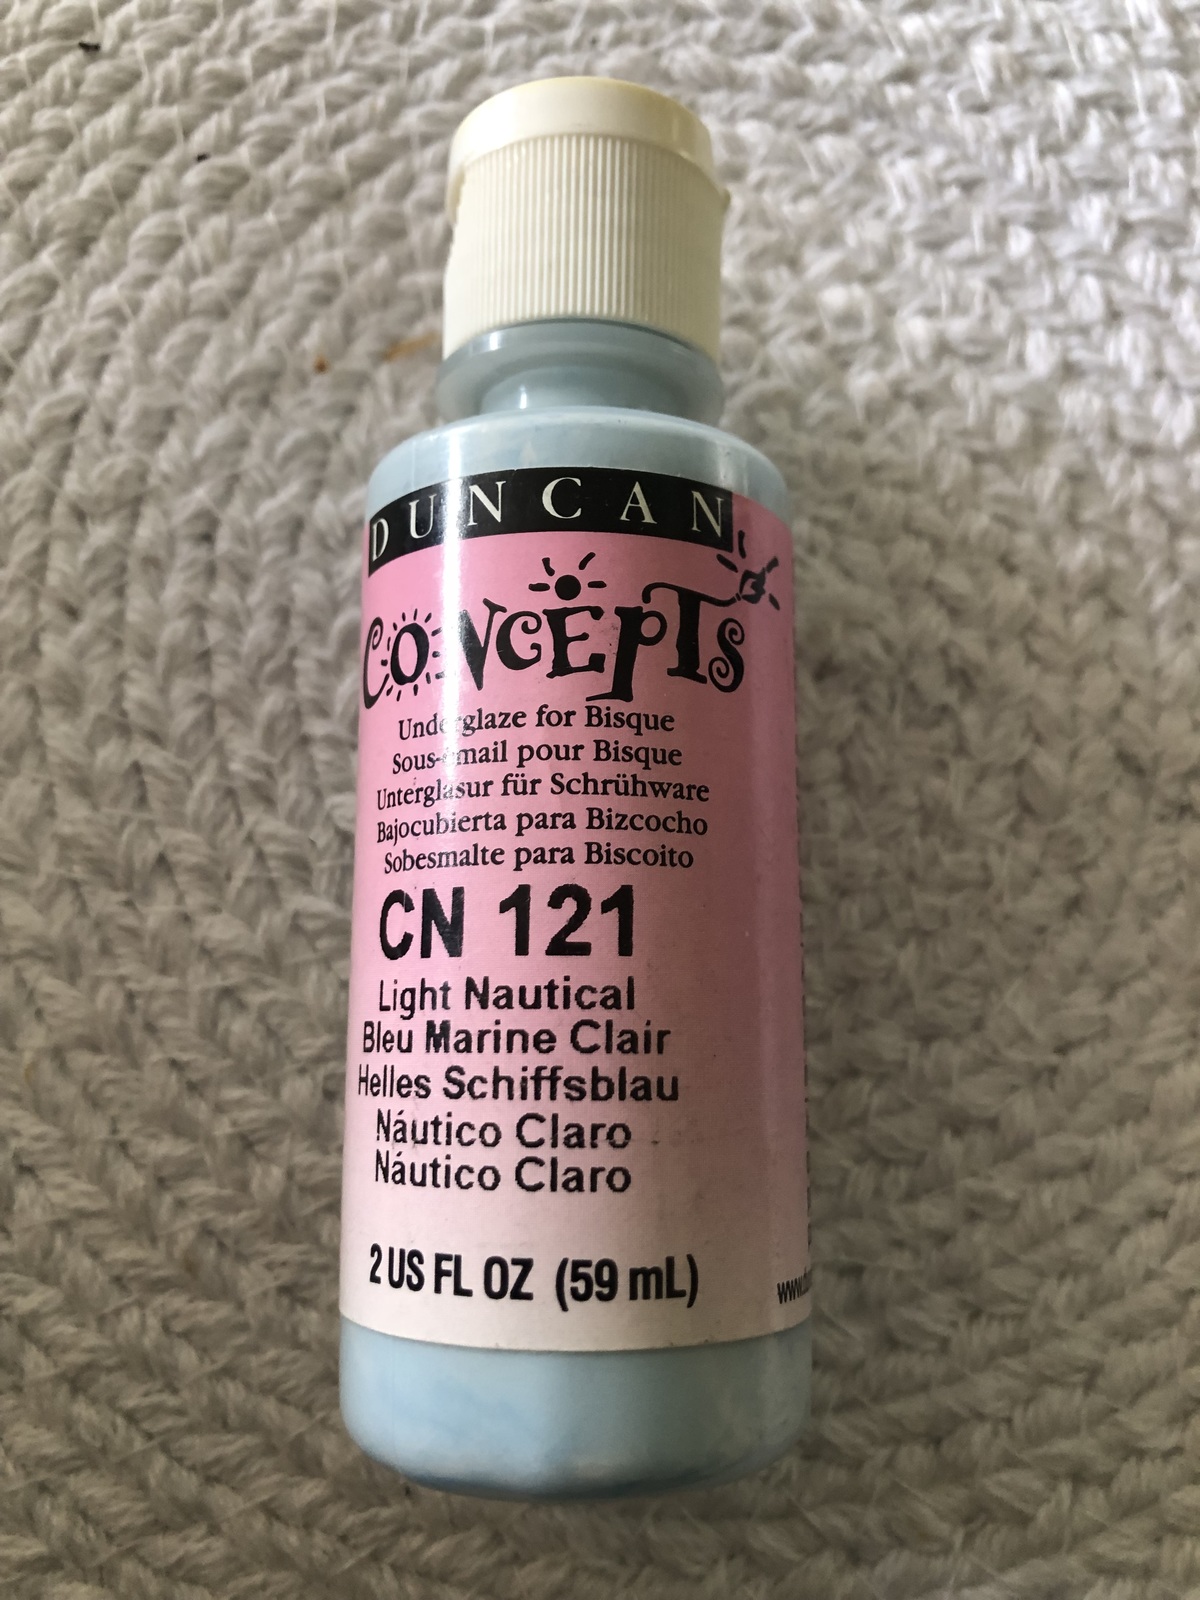 DUNCAN
CONCEPTS
Underglaze for Bisque
Sous-émail pour Bisque
Unterglasur für Schrühware
Bajocubierta para Bizcocho
Sobesmalte para Biscoito
CN 121
Light Nautical
Bleu Marine Clair
Helles Schiffsblau
Náutico Claro
Náutico Claro
2 US FL OZ (59 mL)